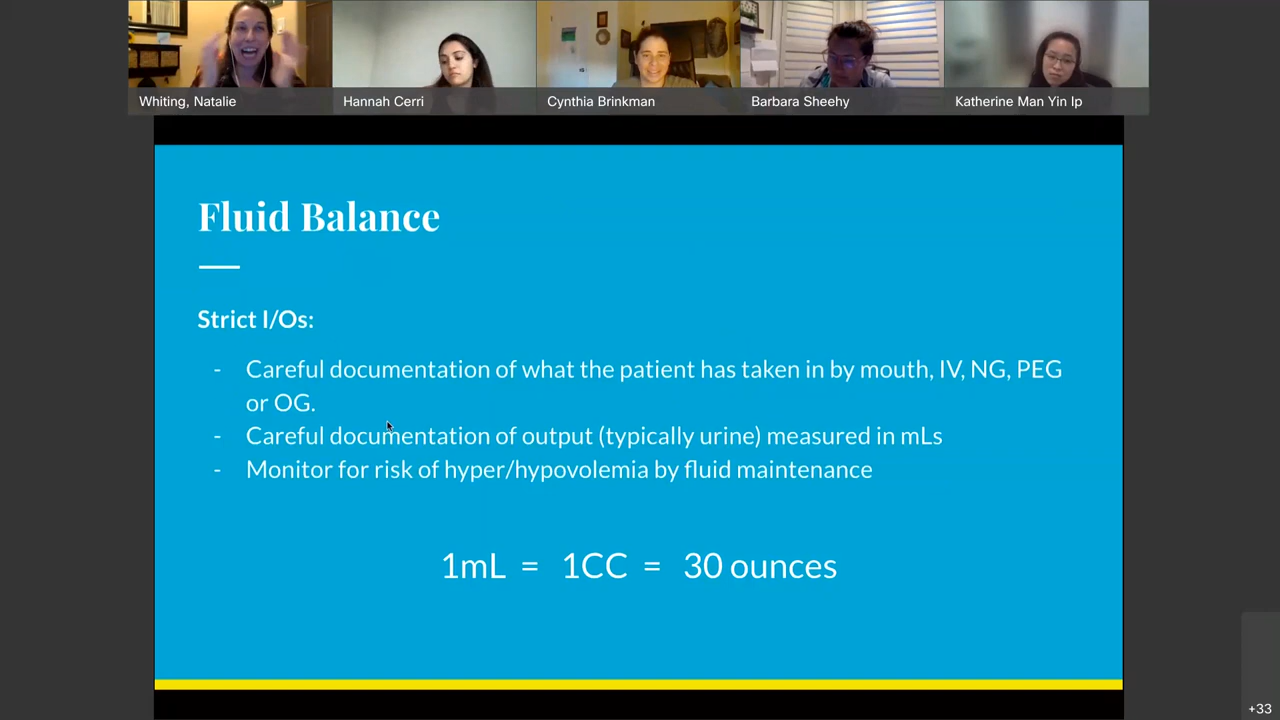 Whiting, Natalie
Hannah Cerri
Cynthia Brinkman
Barbara Sheehy
Katherine Man Yin Ip
Fluid Balance
Strict I/Os:
- Careful documentation of what the patient has taken in by mouth, IV, NG, PEG
or OG.
- Careful documentation of output (typically urine) measured in mLs
- Monitor for risk of hyper/hypovolemia by fluid maintenance
1mL = 1CC = 30 ounces
+33